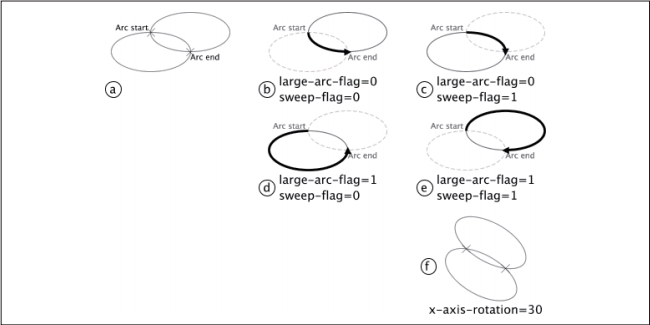 Arc start
Arc end
a
Arc start
Arc end
b large-arc-flag=0
sweep-flag=0
Arc start
Arc end
c large-arc-flag=0
sweep-flag=1
Arc start
Arc end
d large-arc-flag=1
sweep-flag=0
Arc start
Arc end
e large-arc-flag=1
sweep-flag=1
f
x-axis-rotation=30